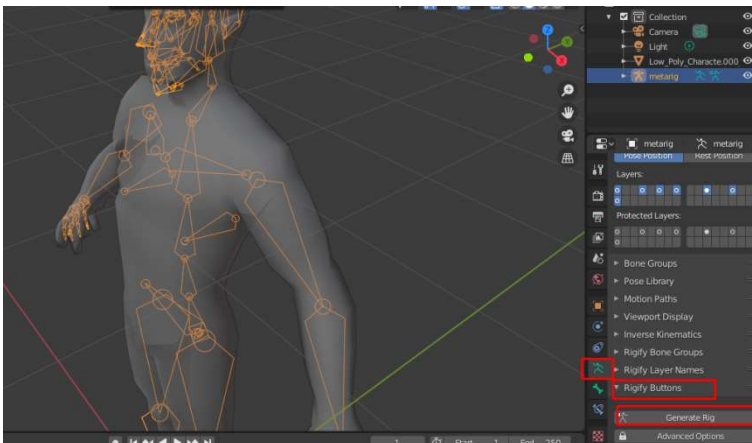 Collection
Camera
Light
Low_Poly_Characte.000
metarig
metarig metarig
Pose Position Rest Position
Layers:
Protected Layers:
Bone Groups
Pose Library
Motion Paths
Viewport Display
Inverse Kinematics
Rigify Bone Groups
Rigify Layer Names
Rigify Buttons
Generate Rig
Advanced Options
1 Start 1 End 250